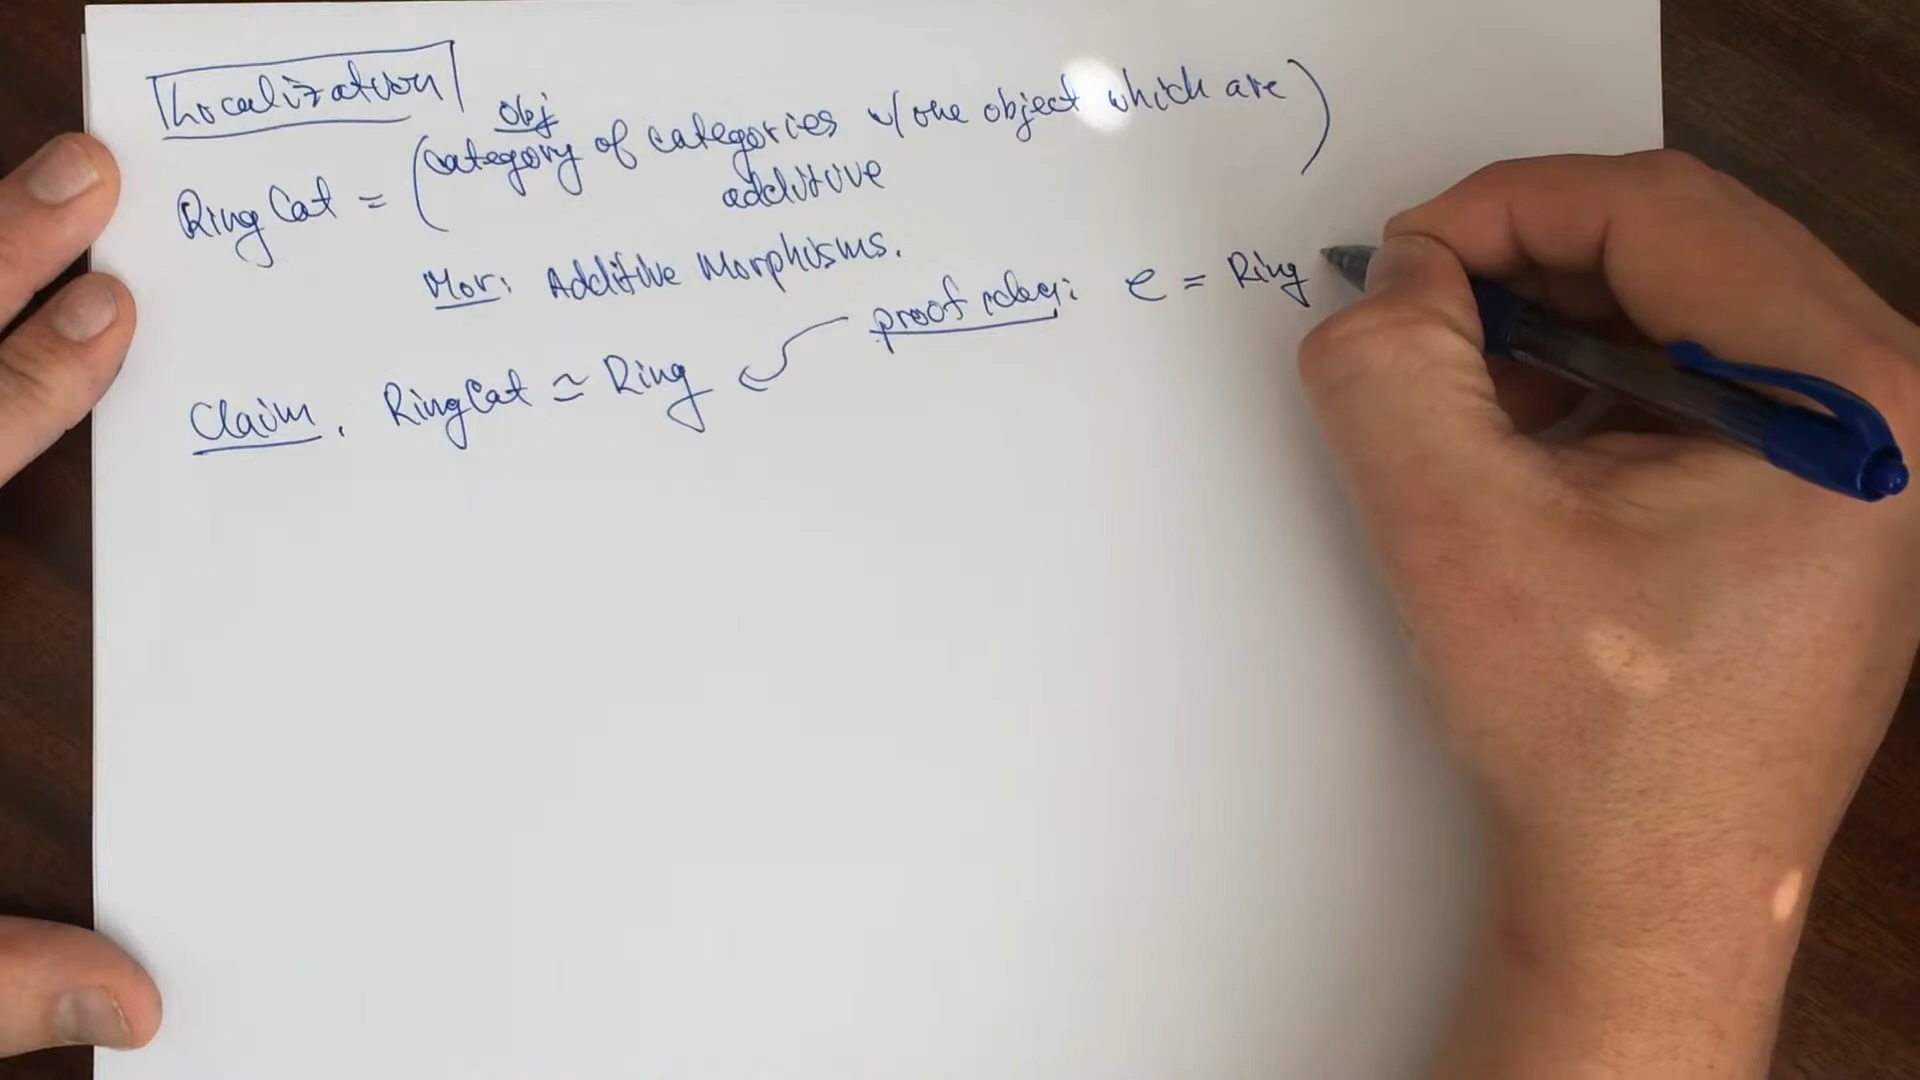 Localization
Obj
RingCat = (category of categories w/ one object which are
additive)
Mor: Additive Morphisms.
proof idea: e = Ring
Claim. RingCat ≃ Ring